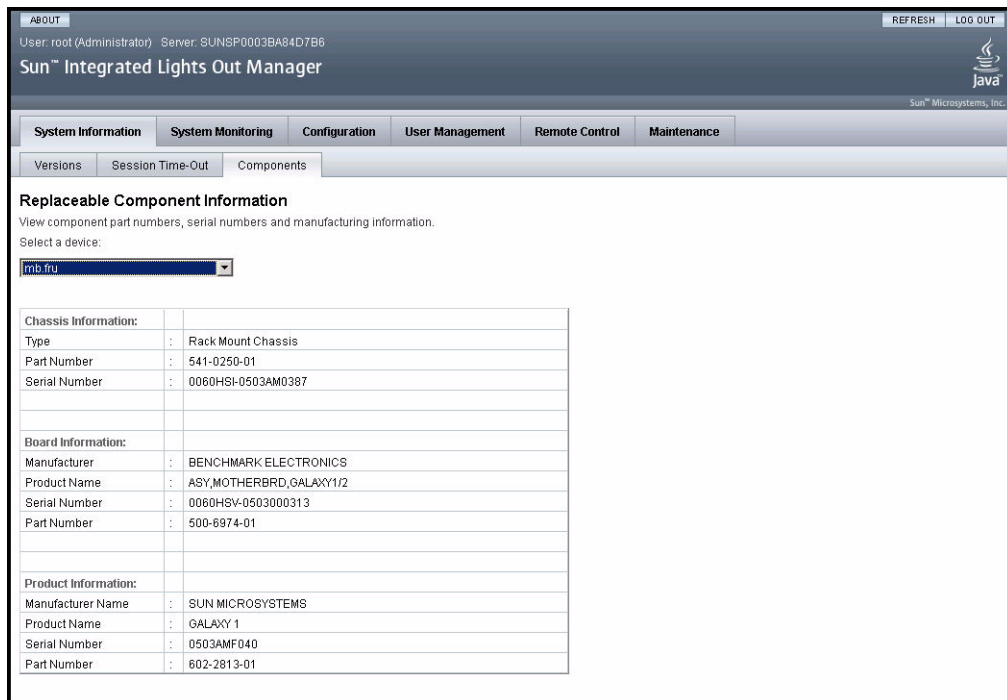 ABOUT REFRESH LOG OUT
User: root (Administrator) Server: SUNSP0003BA84D7B6
Sun™ Integrated Lights Out Manager
Java™
Sun™ Microsystems, Inc.
System Information System Monitoring Configuration User Management Remote Control Maintenance
Versions Session Time-Out Components
Replaceable Component Information
View component part numbers, serial numbers and manufacturing information.
Select a device:
mb.fru
Chassis Information:
Type : Rack Mount Chassis
Part Number : 541-0250-01
Serial Number : 0060HSI-0503AM0387
Board Information:
Manufacturer : BENCHMARK ELECTRONICS
Product Name : ASY,MOTHERBRD,GALAXY1/2
Serial Number : 0060HSV-0503000313
Part Number : 500-6974-01
Product Information:
Manufacturer Name : SUN MICROSYSTEMS
Product Name : GALAXY 1
Serial Number : 0503AMF040
Part Number : 602-2813-01